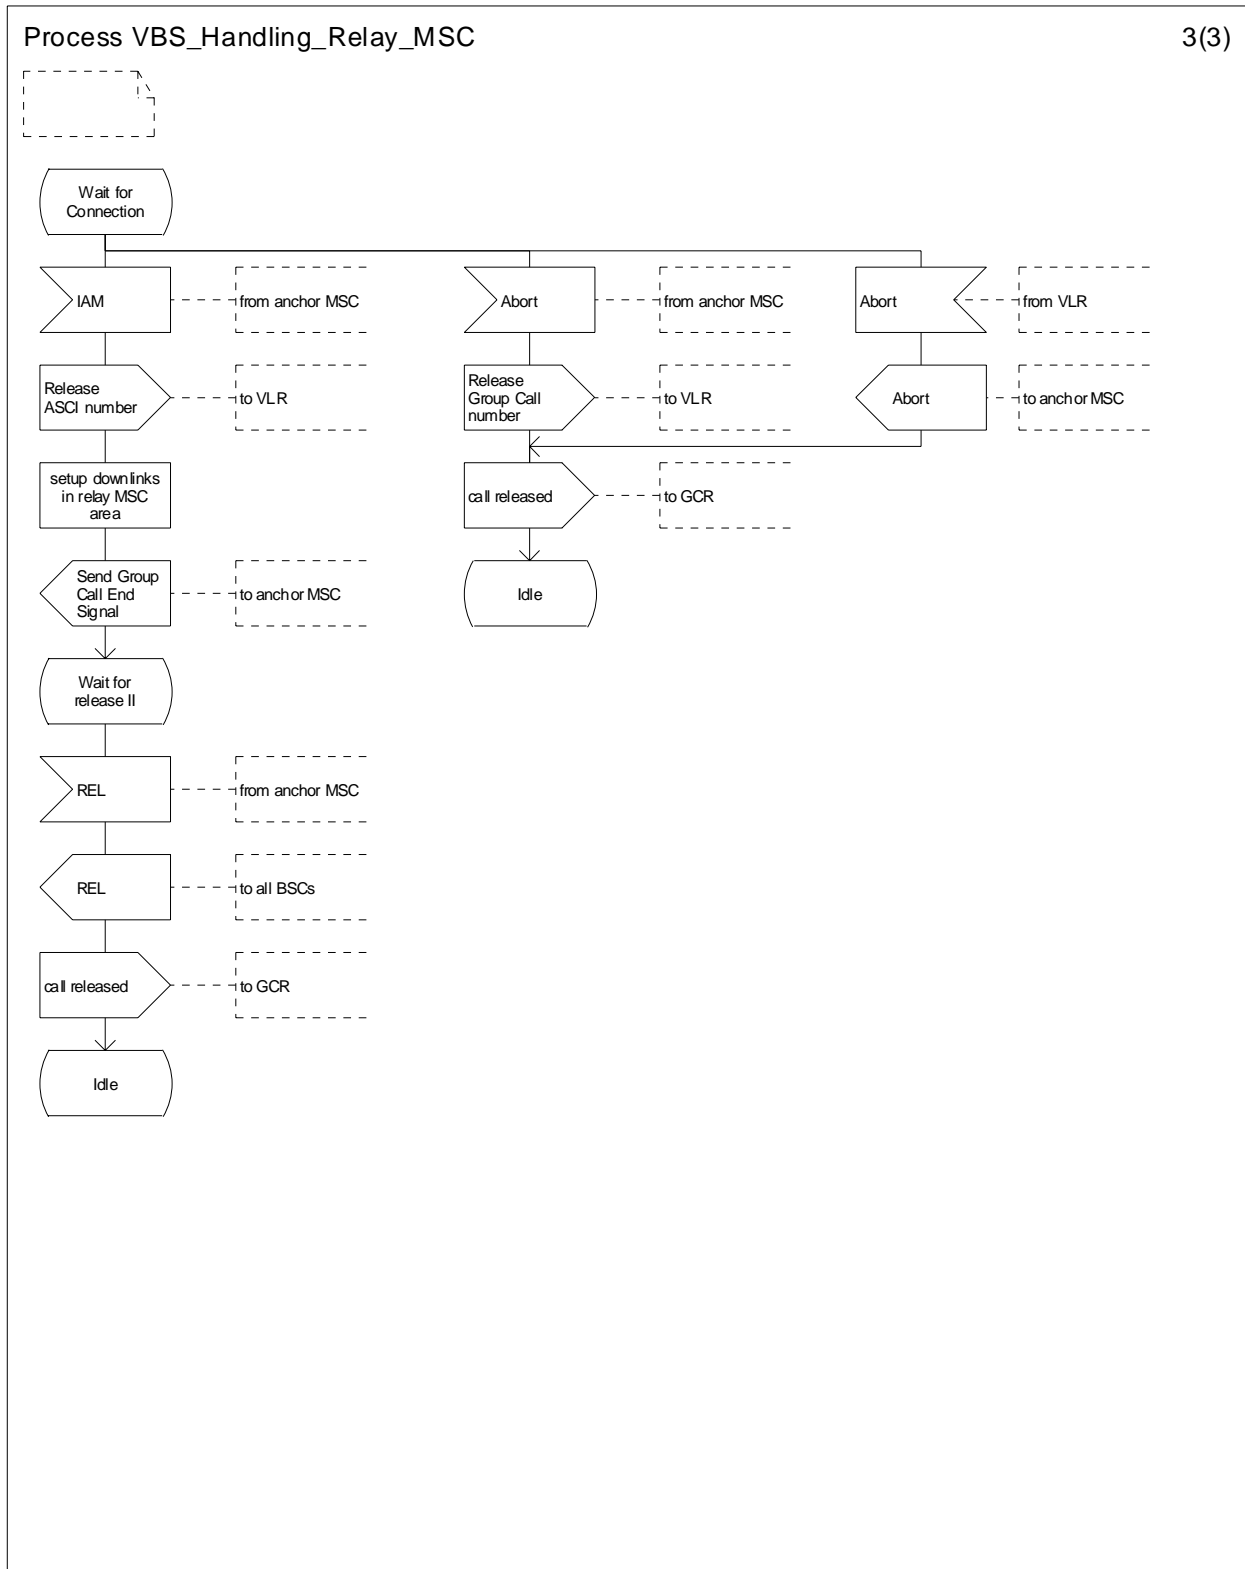 Process VBS_Handling_Relay_MSC
3(3)
Wait for
Connection
IAM
from anchor MSC
Abort
from anchor MSC
Abort
from VLR
Release
ASCI number
to VLR
Release
Group Call
number
to VLR
Abort
to anchor MSC
setup downlinks
in relay MSC
area
call released
to GCR
Send Group
Call End
Signal
to anchor MSC
Idle
Wait for
release II
REL
from anchor MSC
REL
to all BSCs
call released
to GCR
Idle